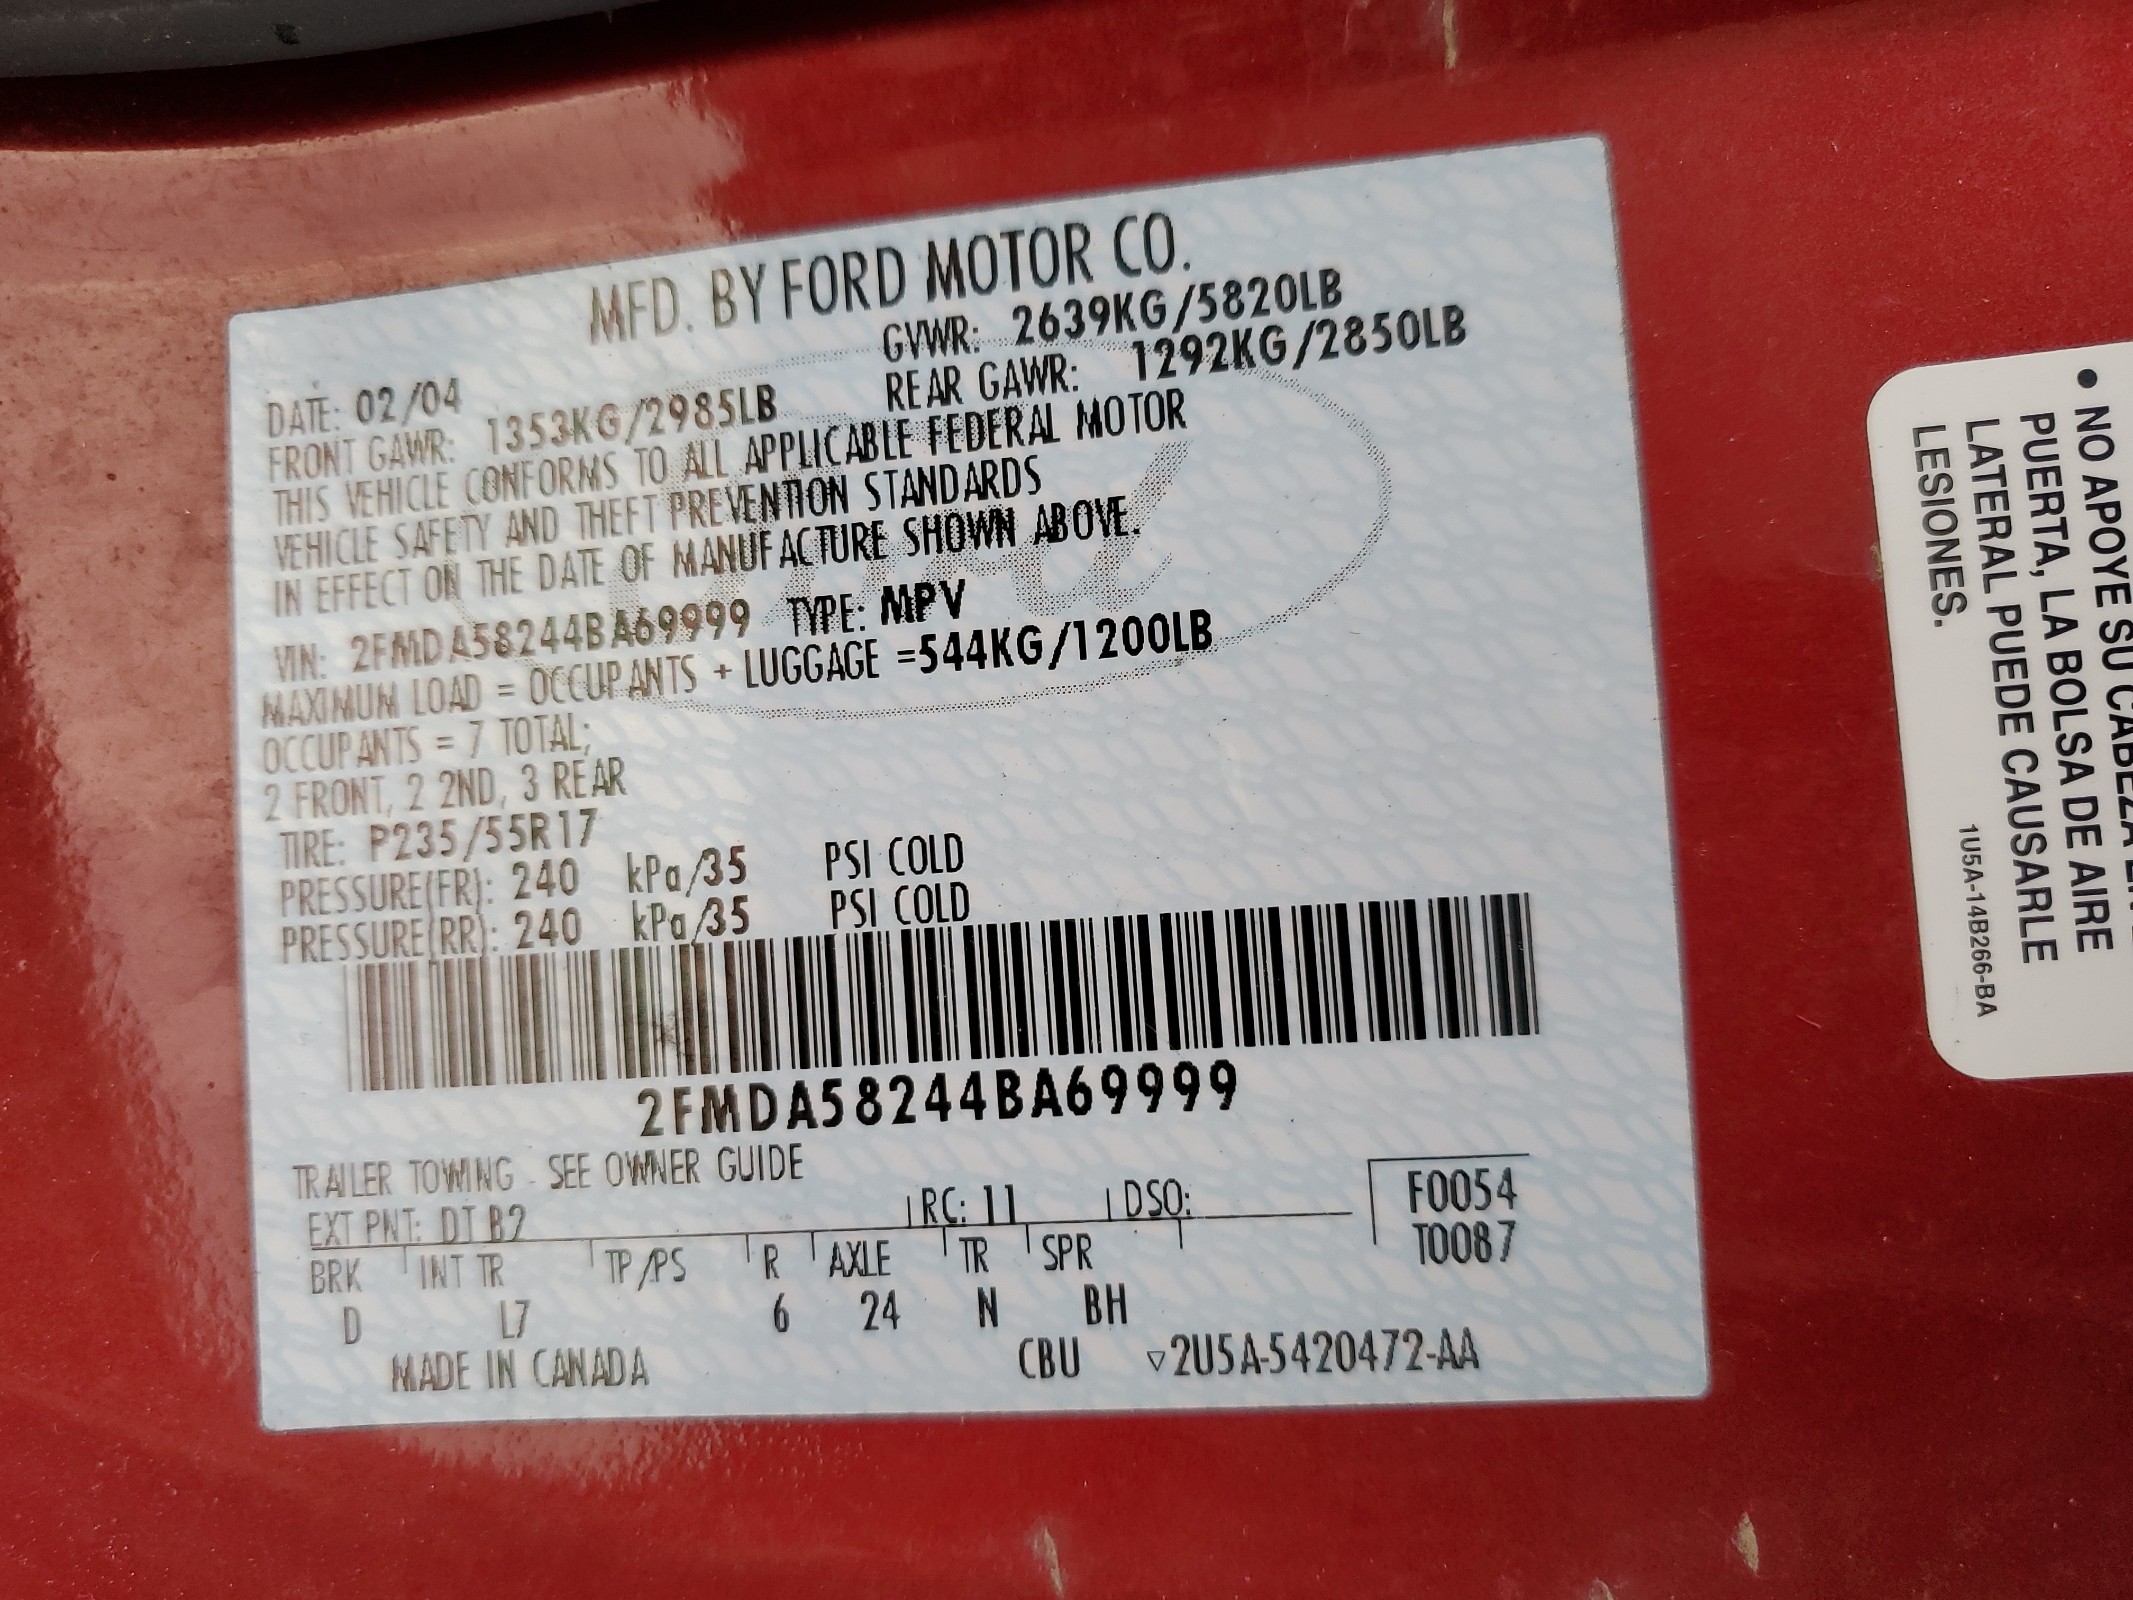 MFD. BY FORD MOTOR CO.
DATE: 02/04 GVWR: 2639KG/5820LB
FRONT GAWR: 1353KG/2985LB REAR GAWR: 1292KG/2850LB
THIS VEHICLE CONFORMS TO ALL APPLICABLE FEDERAL MOTOR
VEHICLE SAFETY AND THEFT PREVENTION STANDARDS
IN EFFECT ON THE DATE OF MANUFACTURE SHOWN ABOVE.
VIN: 2FMDA58244BA69999 TYPE: MPV
MAXIMUM LOAD = OCCUPANTS + LUGGAGE =544KG/1200LB
OCCUPANTS = 7 TOTAL;
2 FRONT, 2 2ND, 3 REAR
TIRE: P235/55R17
PRESSURE(FR): 240 kPa/35 PSI COLD
PRESSURE(RR): 240 kPa/35 PSI COLD
2FMDA58244BA69999
TRAILER TOWING - SEE OWNER GUIDE
EXT PNT: DT B2 RC: 11 DSO: F0054
T0087
BRK INT TR TP/PS R AXLE TR SPR
D L7 6 24 N BH
MADE IN CANADA CBU ▽2U5A-5420472-AA
• NO APOYE SU CABEZA
PUERTA, LA BOLSA DE AIRE
LATERAL PUEDE CAUSARLE
LESIONES.
1U5A-14B266-BA